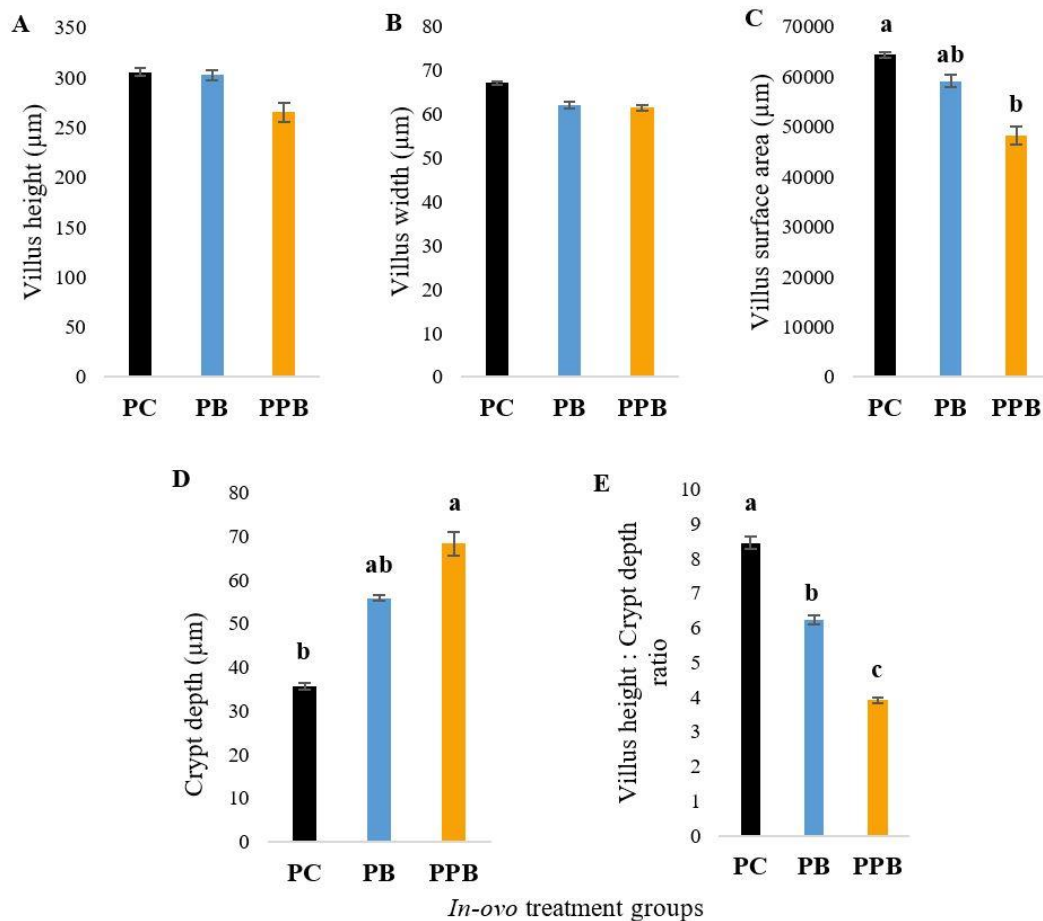 A
Villus height (µm)
350
300
250
200
150
100
50
0
PC PB PPB
B
Villus width (µm)
80
70
60
50
40
30
20
10
0
PC PB PPB
C
Villus surface area (µm)
70000
60000
50000
40000
30000
20000
10000
0
a
ab
b
PC PB PPB
D
Crypt depth (µm)
80
70
60
50
40
30
20
10
0
b
ab
a
PC PB PPB
E
Villus height : Crypt depth
ratio
10
9
8
7
6
5
4
3
2
1
0
a
b
c
PC PB PPB
In-ovo treatment groups